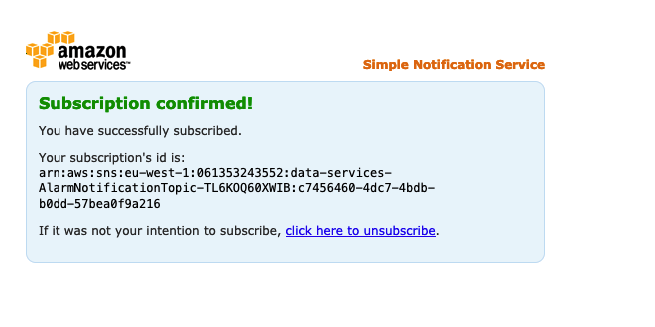 amazon
webservices™
Simple Notification Service
Subscription confirmed!
You have successfully subscribed.
Your subscription's id is:
arn:aws:sns:eu-west-1:061353243552:data-services-
AlarmNotificationTopic-TL6KOQ60XWIB:c7456460-4dc7-4bdb-
b0dd-57bea0f9a216
If it was not your intention to subscribe, click here to unsubscribe.